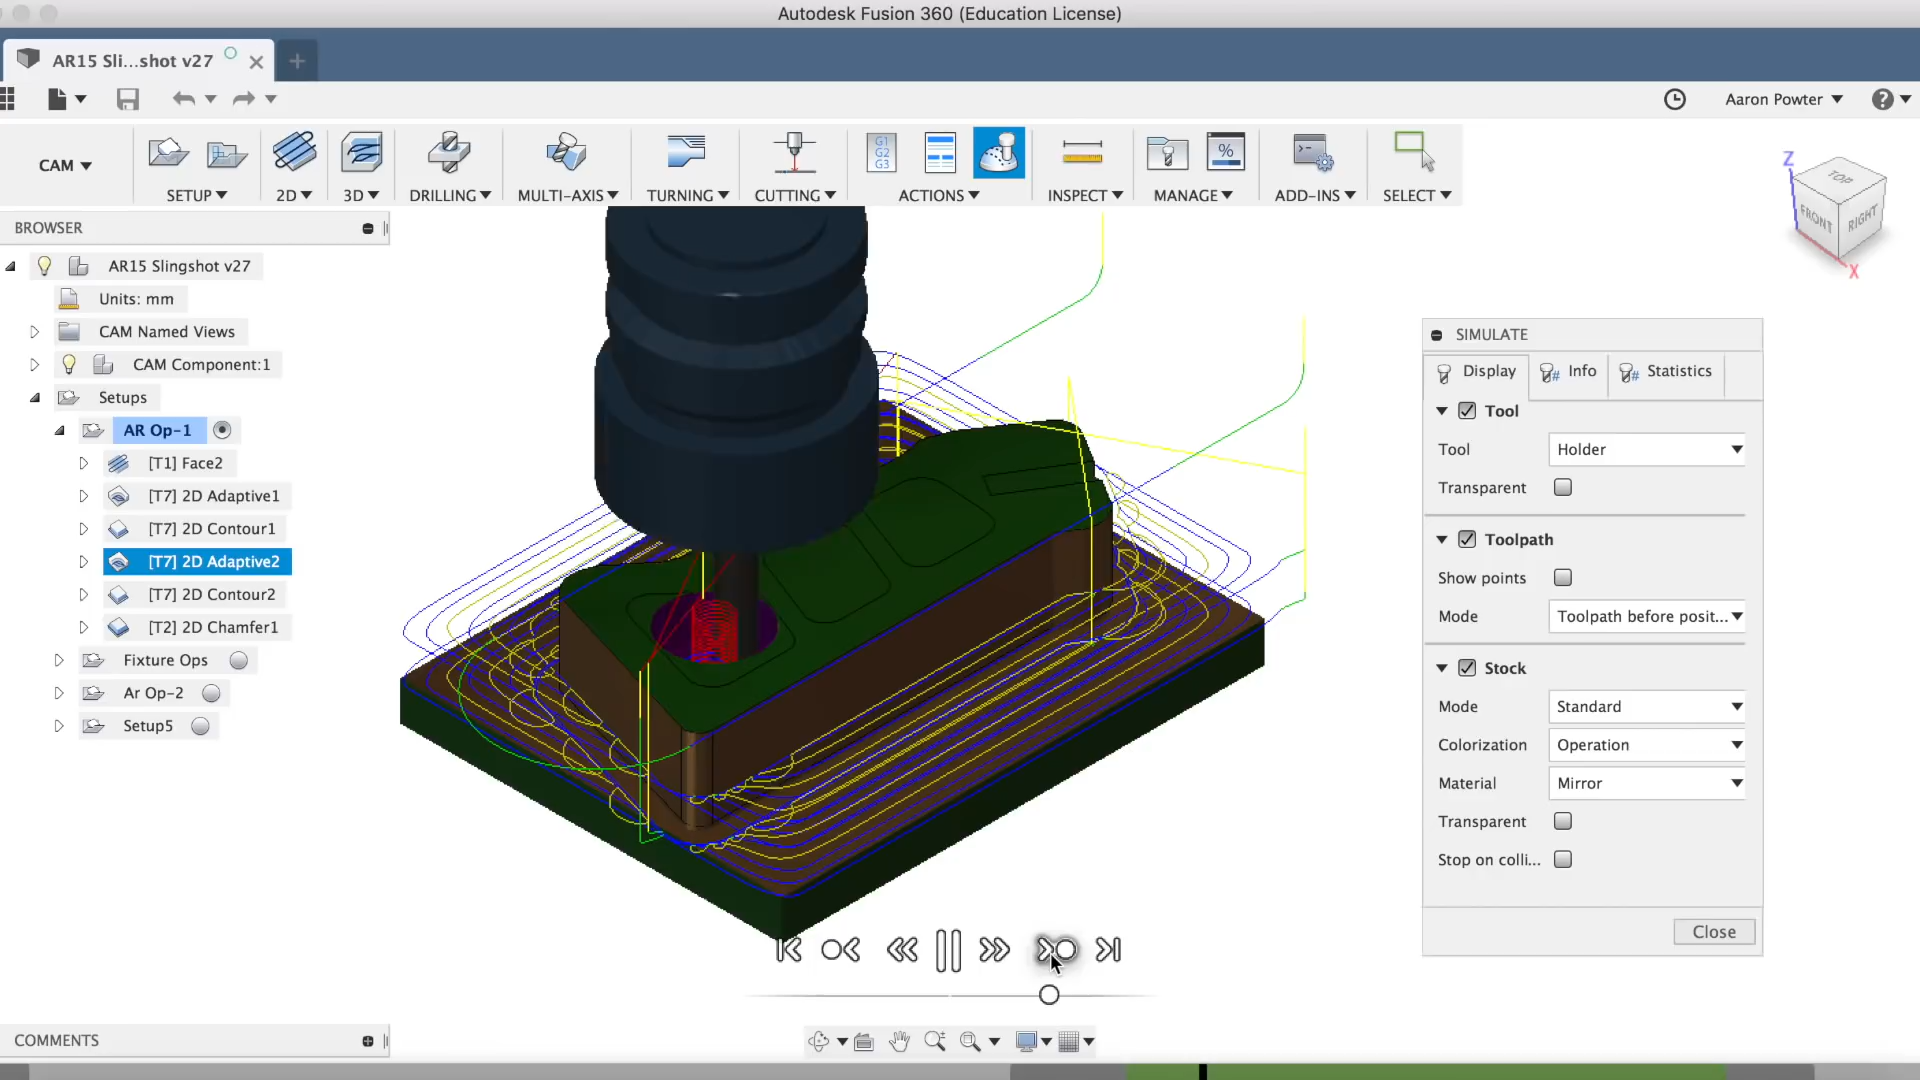 Autodesk Fusion 360 (Education License)
AR15 Sli...shot v27
Aaron Powter
CAM
SETUP
2D
3D
DRILLING
MULTI-AXIS
TURNING
CUTTING
G1
G2
G3
ACTIONS
INSPECT
%
MANAGE
ADD-INS
SELECT
Z
TOP
FRONT
RIGHT
X
BROWSER
AR15 Slingshot v27
Units: mm
CAM Named Views
CAM Component:1
Setups
AR Op-1
[T1] Face2
[T7] 2D Adaptive1
[T7] 2D Contour1
[T7] 2D Adaptive2
[T7] 2D Contour2
[T2] 2D Chamfer1
Fixture Ops
Ar Op-2
Setup5
SIMULATE
Display
Info
Statistics
Tool
Tool Holder
Transparent
Toolpath
Show points
Mode Toolpath before posit...
Stock
Mode Standard
Colorization Operation
Material Mirror
Transparent
Stop on colli...
Close
COMMENTS